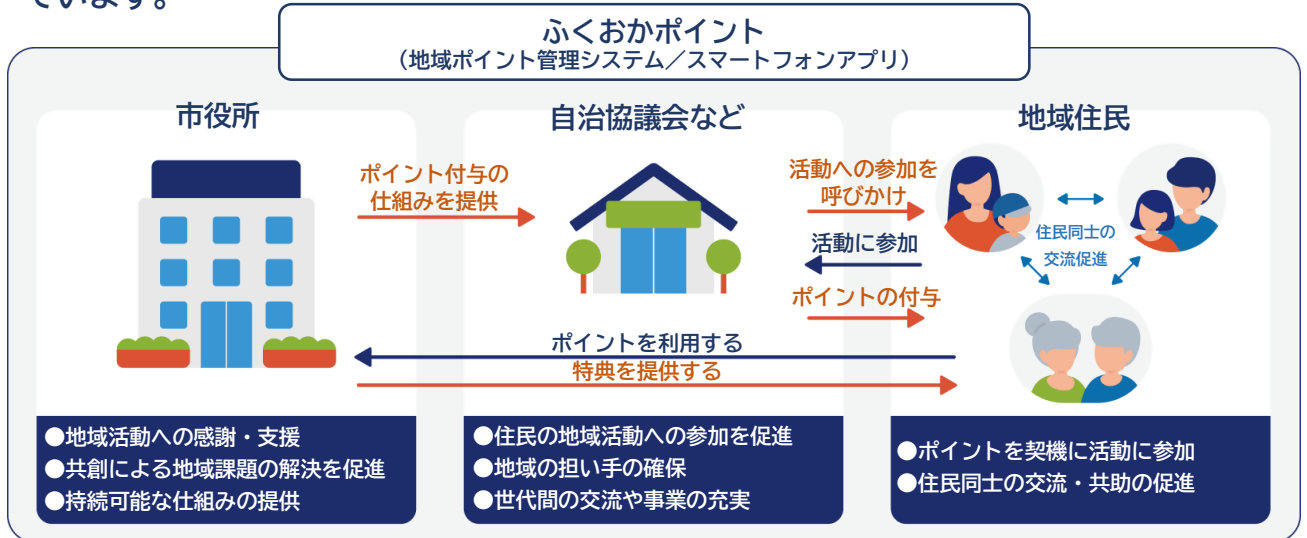 ています。
ふくおかポイント
（地域ポイント管理システム／スマートフォンアプリ）
市役所
自治協議会など
地域住民
ポイント付与の
仕組みを提供
活動への参加を
呼びかけ
活動に参加
ポイントの付与
住民同士の
交流促進
ポイントを利用する
特典を提供する
●地域活動への感謝・支援
●共創による地域課題の解決を促進
●持続可能な仕組みの提供
●住民の地域活動への参加を促進
●地域の担い手の確保
●世代間の交流や事業の充実
●ポイントを契機に活動に参加
●住民同士の交流・共助の促進